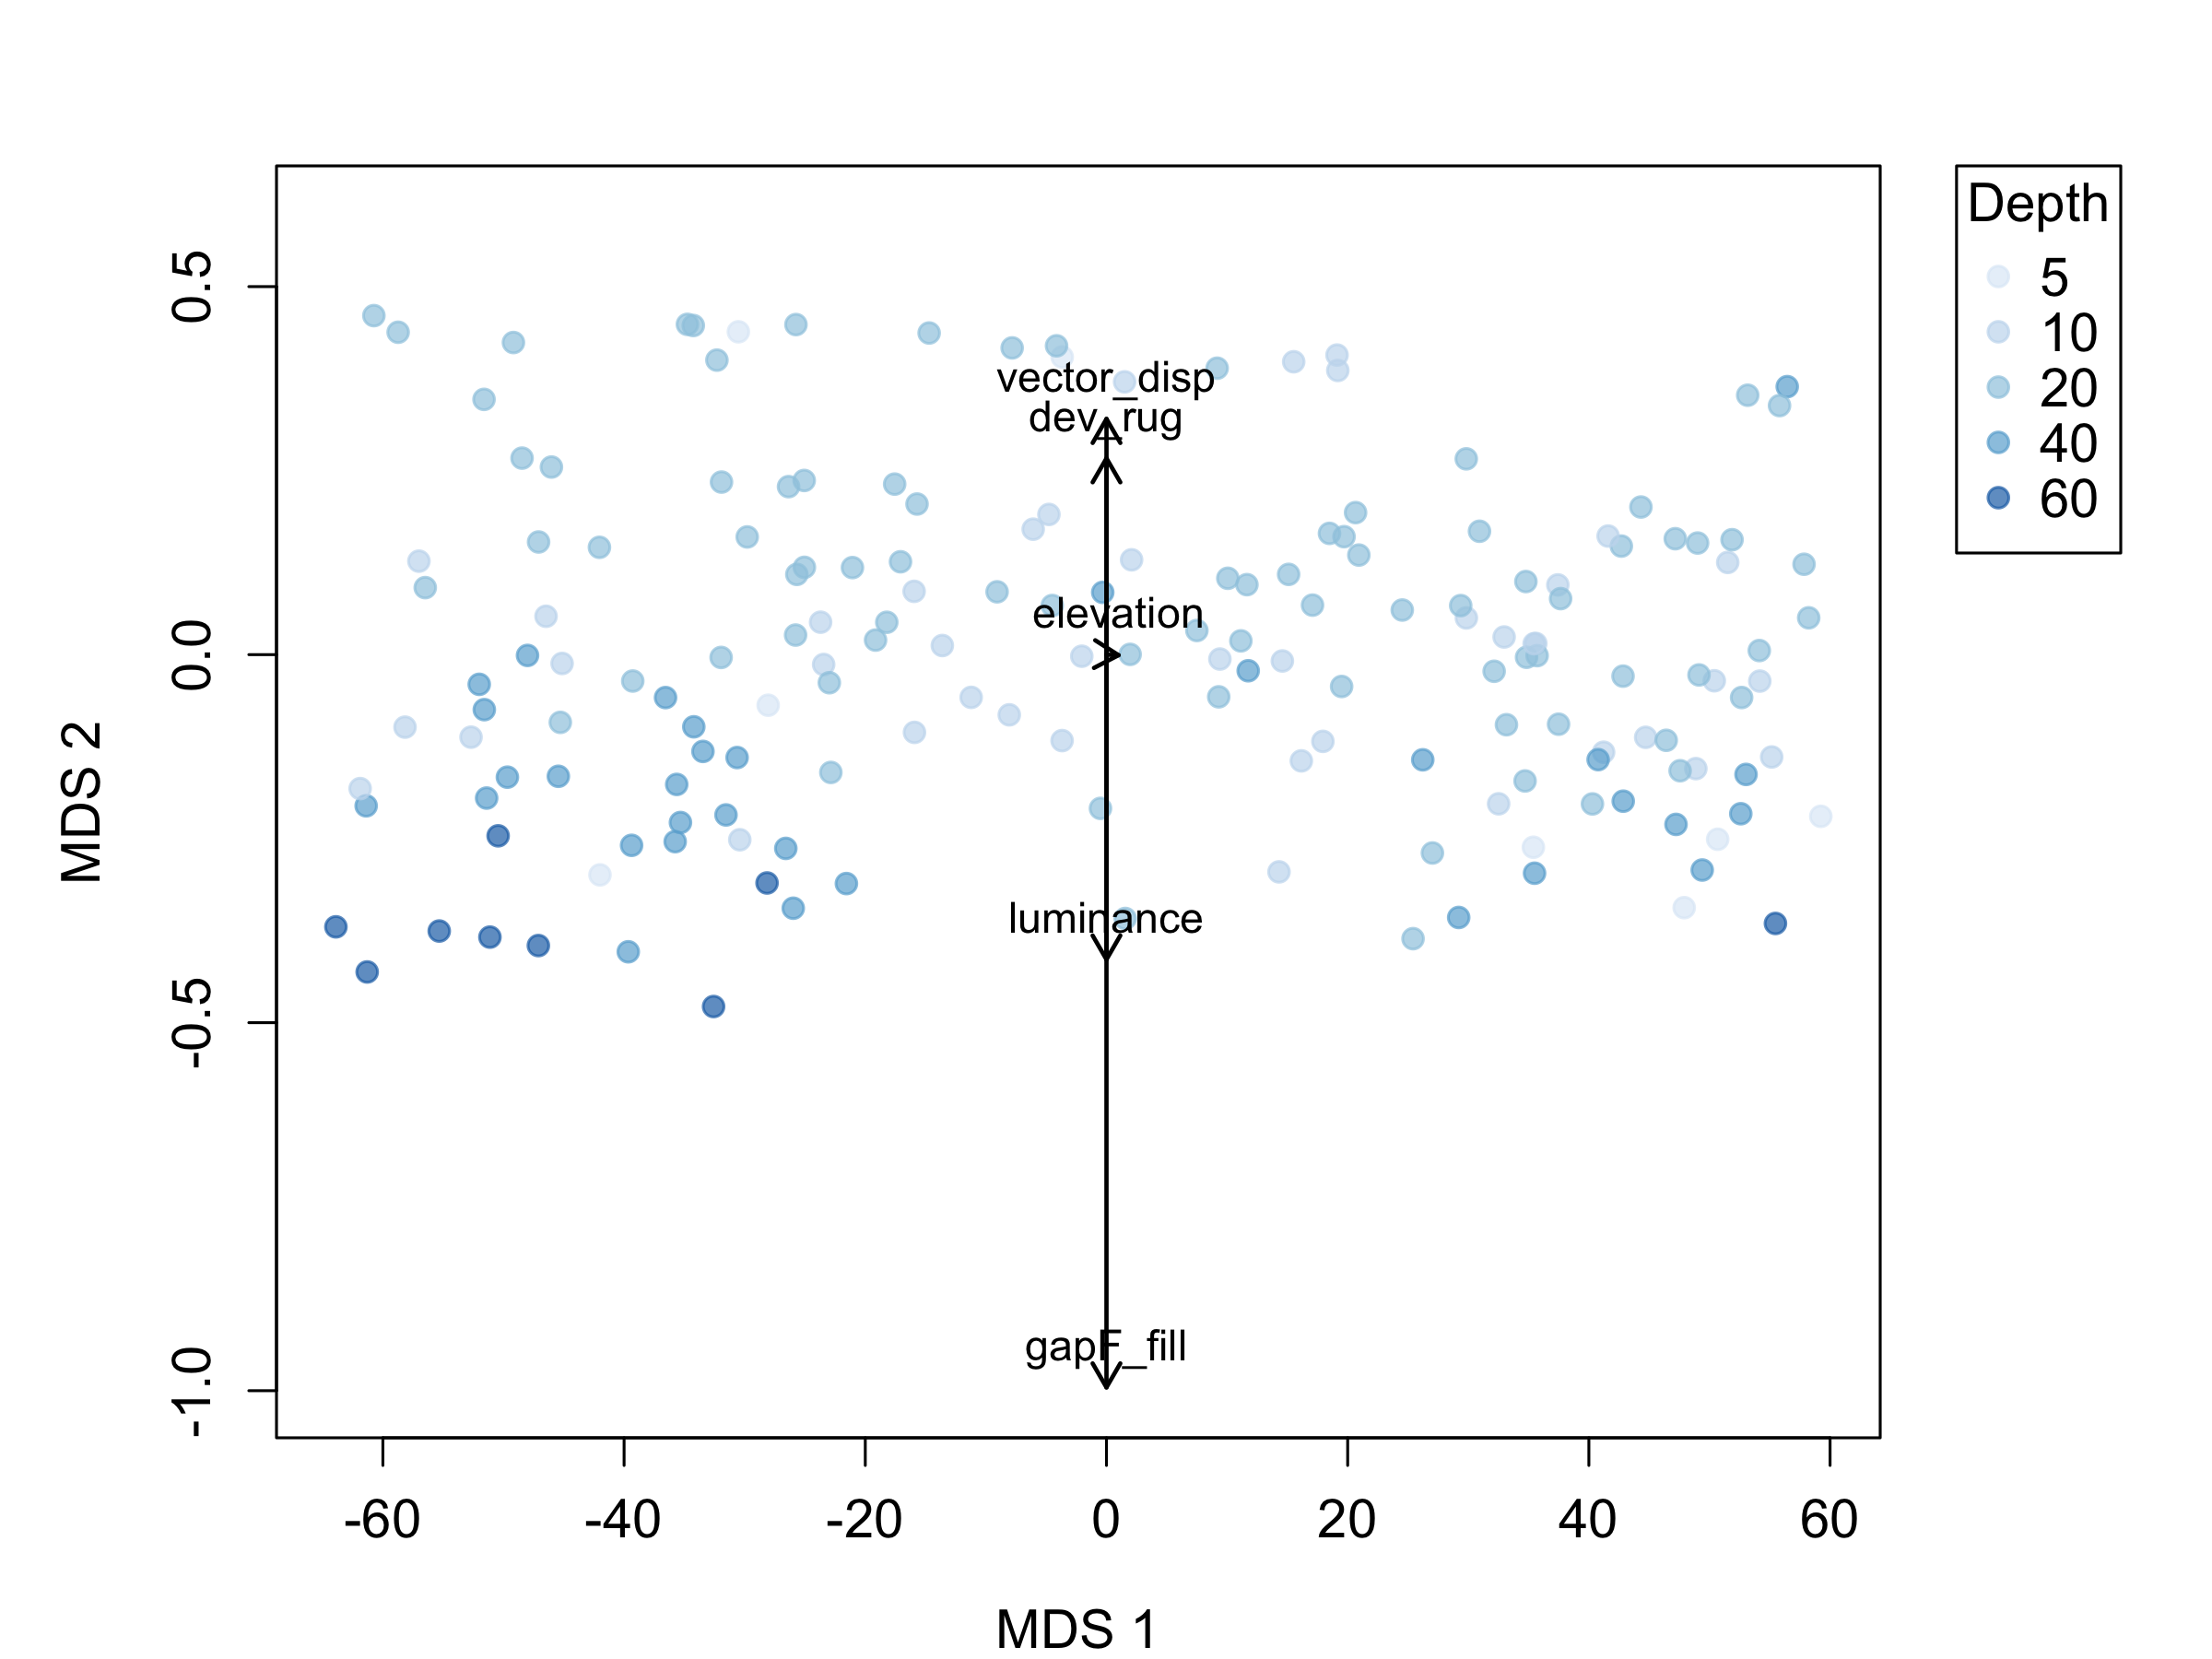 Depth
5
10
20
40
60
0.5
0.0
-0.5
-1.0
MDS 2
vector_disp
dev_rug
elevation
luminance
gapF_fill
-60 -40 -20 0 20 40 60
MDS 1